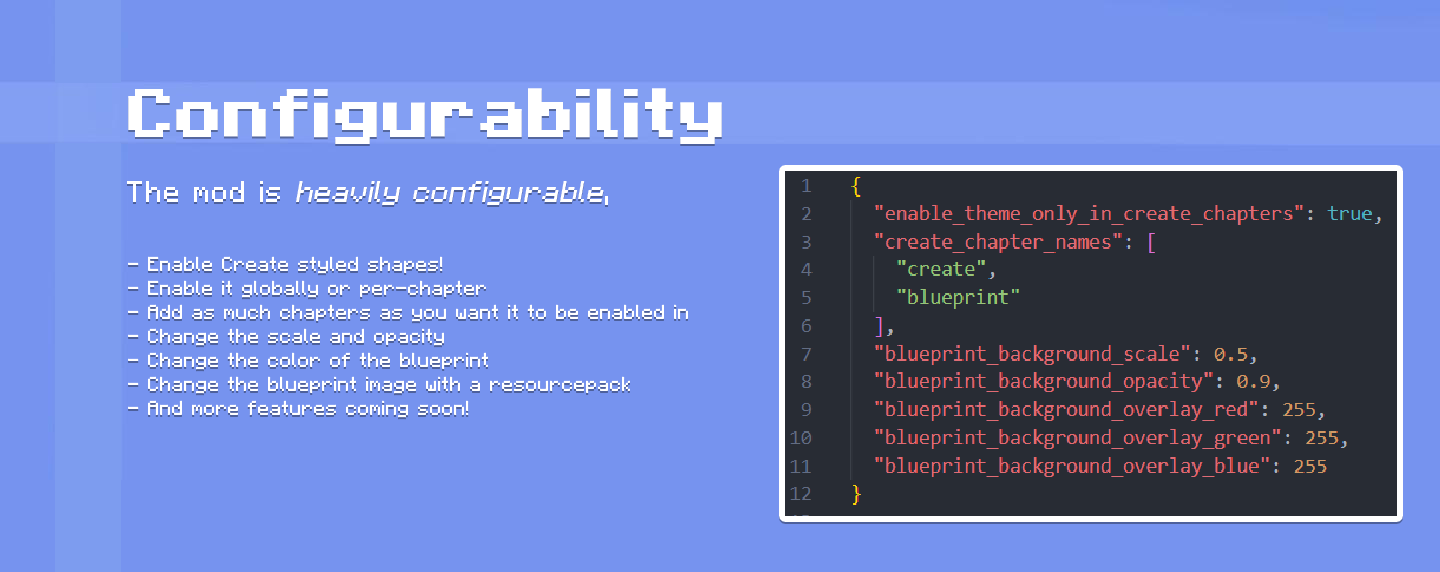 Configurability
The mod is heavily configurable,
- Enable Create styled shapes!
- Enable it globally or per-chapter
- Add as much chapters as you want it to be enabled in
- Change the scale and opacity
- Change the color of the blueprint
- Change the blueprint image with a resourcepack
- And more features coming soon!
1 {
2 "enable_theme_only_in_create_chapters": true,
3 "create_chapter_names": [
4 "create",
5 "blueprint"
6 ],
7 "blueprint_background_scale": 0.5,
8 "blueprint_background_opacity": 0.9,
9 "blueprint_background_overlay_red": 255,
10 "blueprint_background_overlay_green": 255,
11 "blueprint_background_overlay_blue": 255
12 }